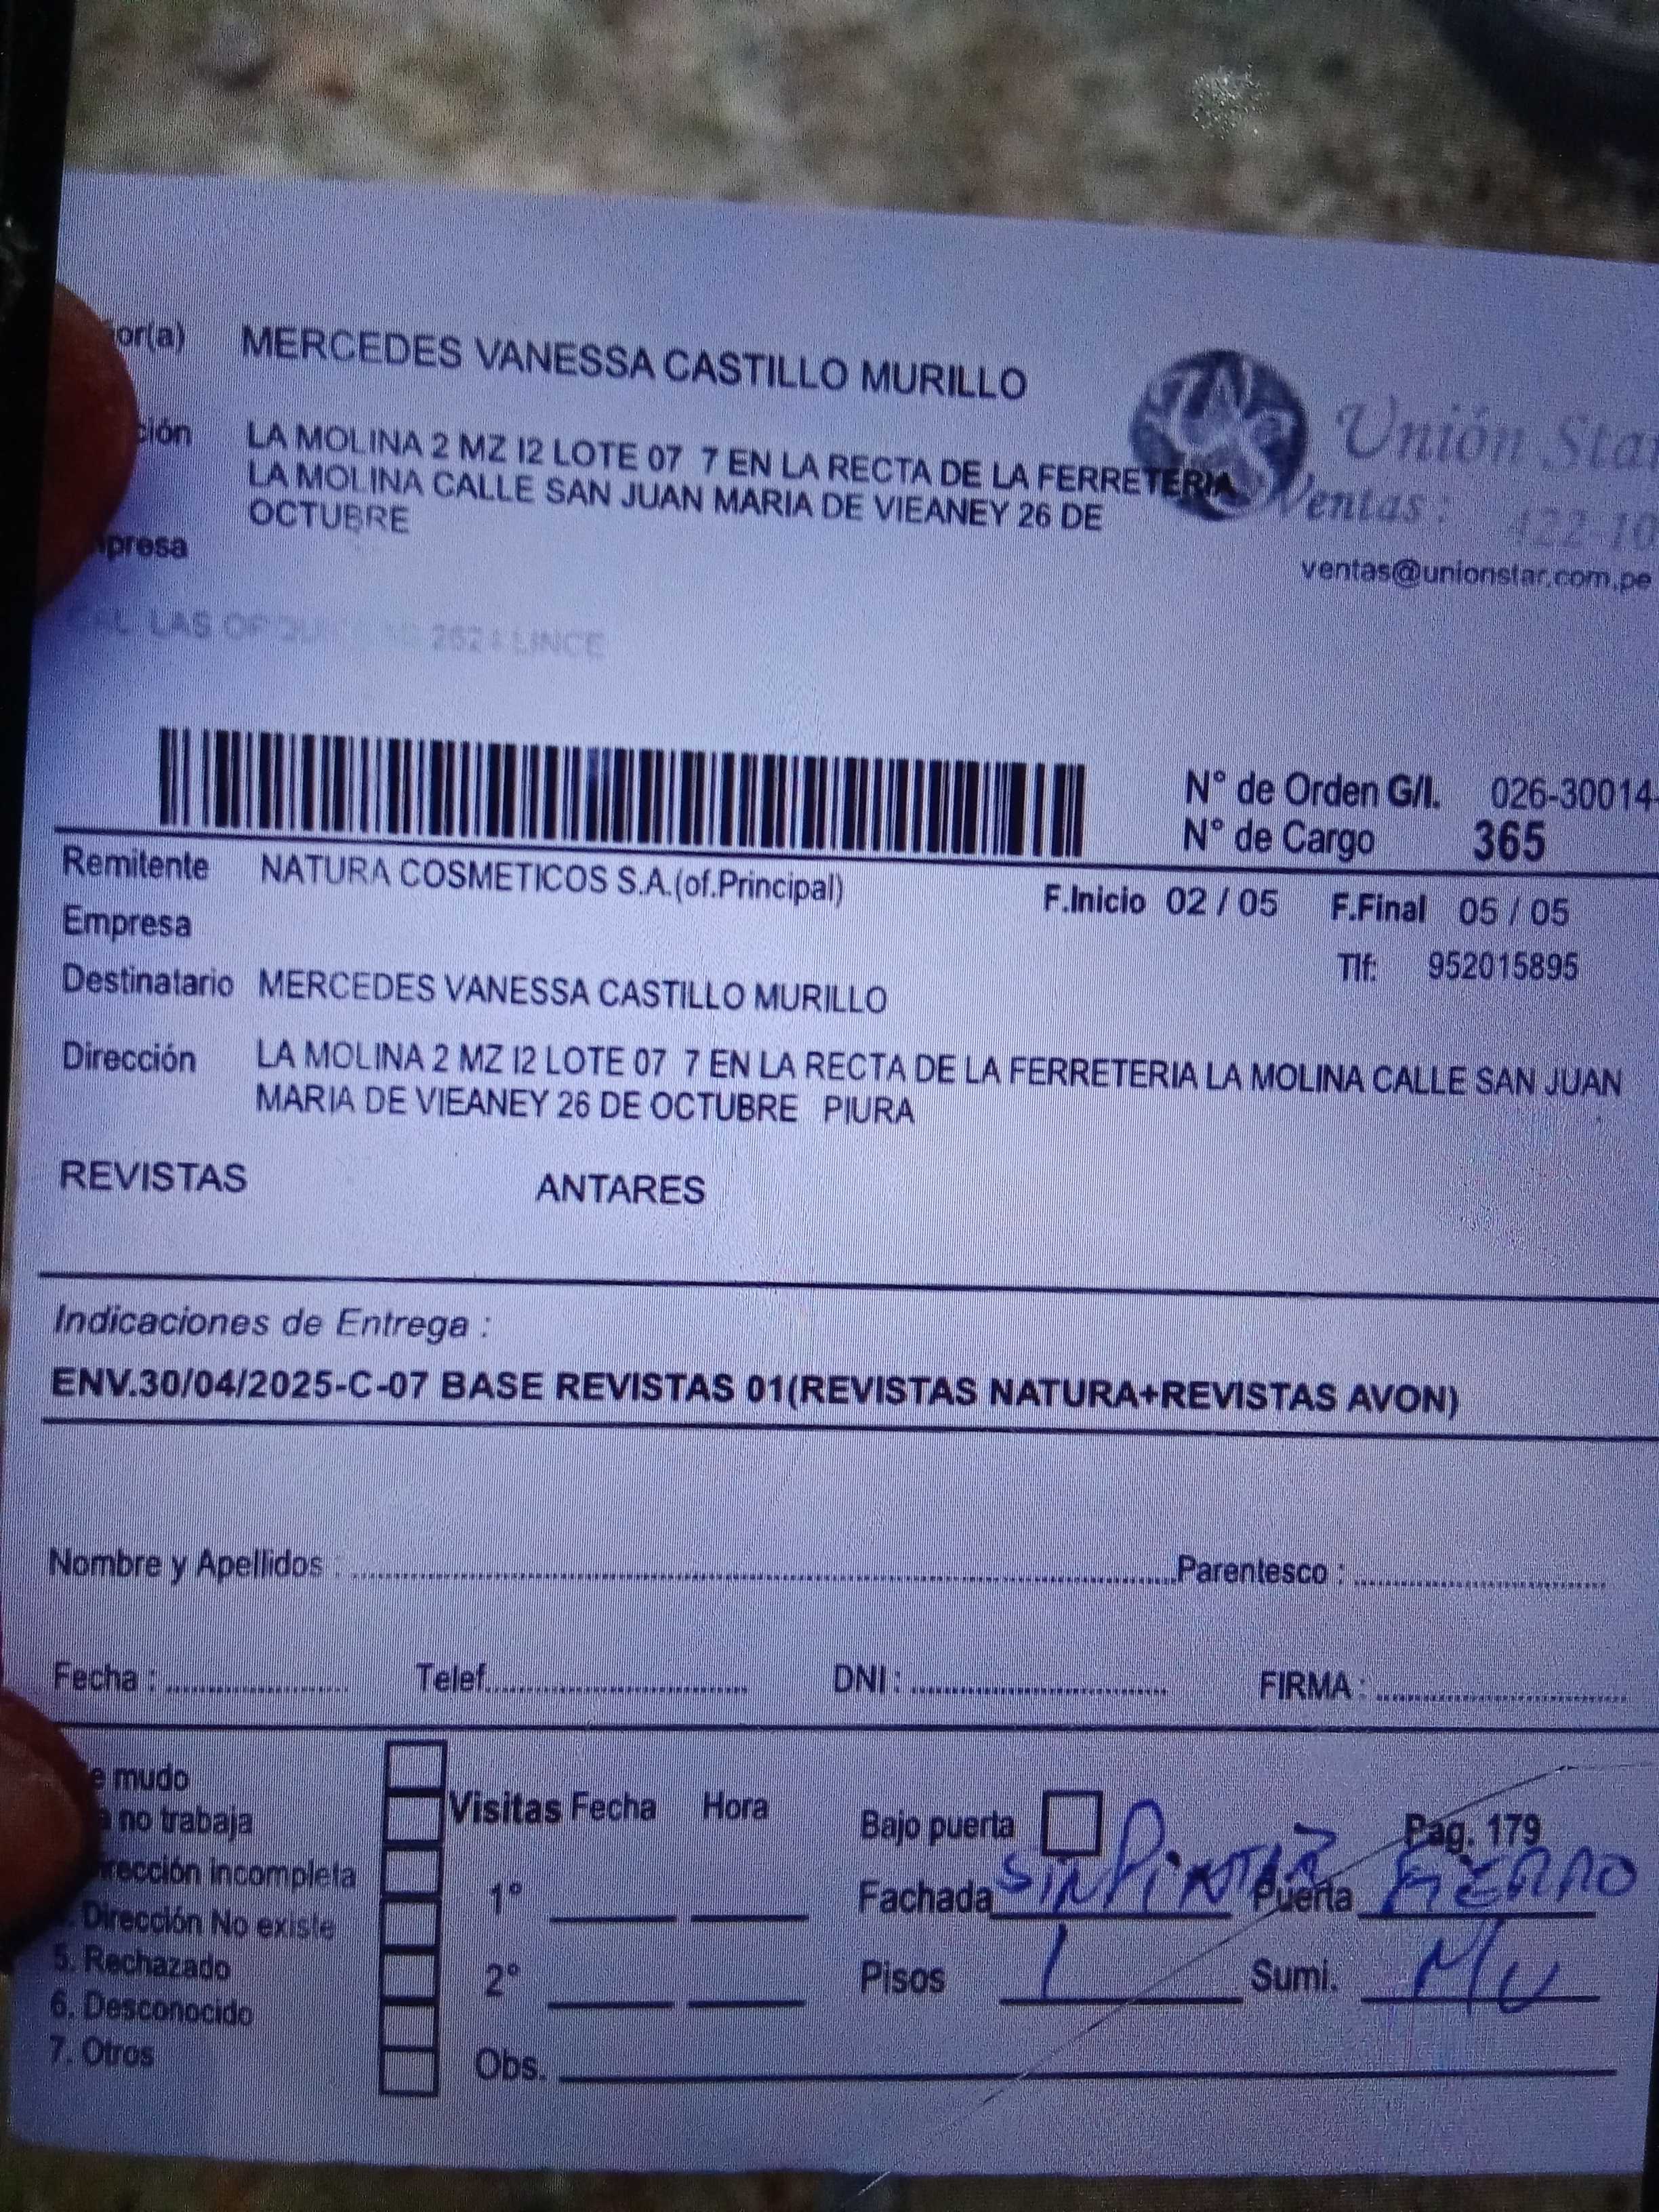 or(a) MERCEDES VANESSA CASTILLO MURILLO
ción LA MOLINA 2 MZ I2 LOTE 07 7 EN LA RECTA DE LA FERRETERIA
LA MOLINA CALLE SAN JUAN MARIA DE VIEANEY 26 DE
OCTUBRE
presa
Unión Star
Ventas: 422-10
ventas@unionstar.com.pe
LAS 2624 LINCE
N° de Orden G/I. 026-30014
N° de Cargo 365
Remitente NATURA COSMETICOS S.A.(of.Principal) F.Inicio 02 / 05 F.Final 05 / 05
Empresa Tlf: 952015895
Destinatario MERCEDES VANESSA CASTILLO MURILLO
Dirección LA MOLINA 2 MZ I2 LOTE 07 7 EN LA RECTA DE LA FERRETERIA LA MOLINA CALLE SAN JUAN
MARIA DE VIEANEY 26 DE OCTUBRE PIURA
REVISTAS ANTARES
Indicaciones de Entrega :
ENV.30/04/2025-C-07 BASE REVISTAS 01(REVISTAS NATURA+REVISTAS AVON)
Nombre y Apellidos : Parentesco :
Fecha : Telef. DNI : FIRMA :
e mudo
no trabaja
rección incompleta
Dirección No existe
5. Rechazado
6. Desconocido
7. Otros
Visitas Fecha Hora
1°
2°
Obs.
Bajo puerta Pag. 179
Fachada SIN PINTAR Puerta FIERRO
Pisos 1 Sumi.